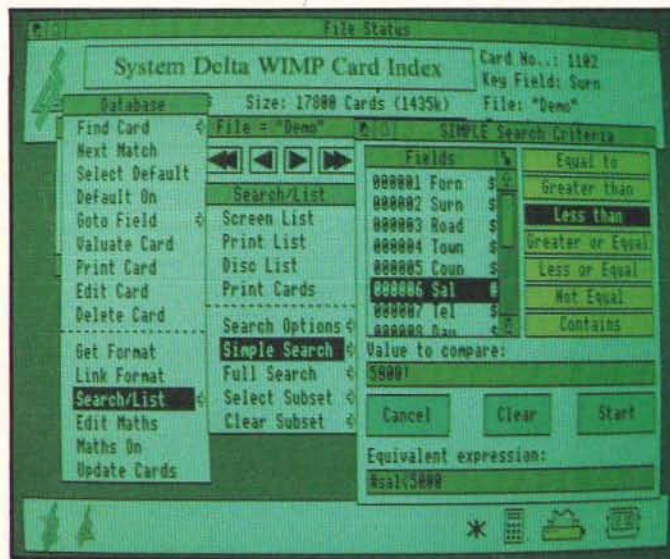 File Status
System Delta WIMP Card Index
Card No..: 1102
Key Field: Surn
File: "Demo"
Size: 17800 Cards (1435k)
Database
Find Card
Next Match
Select Default
Default On
Goto Field
Valuate Card
Print Card
Edit Card
Delete Card
Get Format
Link Format
Search/List
Edit Maths
Maths On
Update Cards
File = "Demo"
Search/List
Screen List
Print List
Disc List
Print Cards
Search Options
Simple Search
Full Search
Select Subset
Clear Subset
SIMPLE Search Criteria
Fields
000001 Forn $
000002 Surn $
000003 Road $
000004 Town $
000005 Coun $
000006 Sal #
000007 Tel $
000008
Equal to
Greater than
Less than
Greater or Equal
Less or Equal
Not Equal
Contains
Value to compare:
Cancel
Clear
Start
Equivalent expression:
#sal<5000